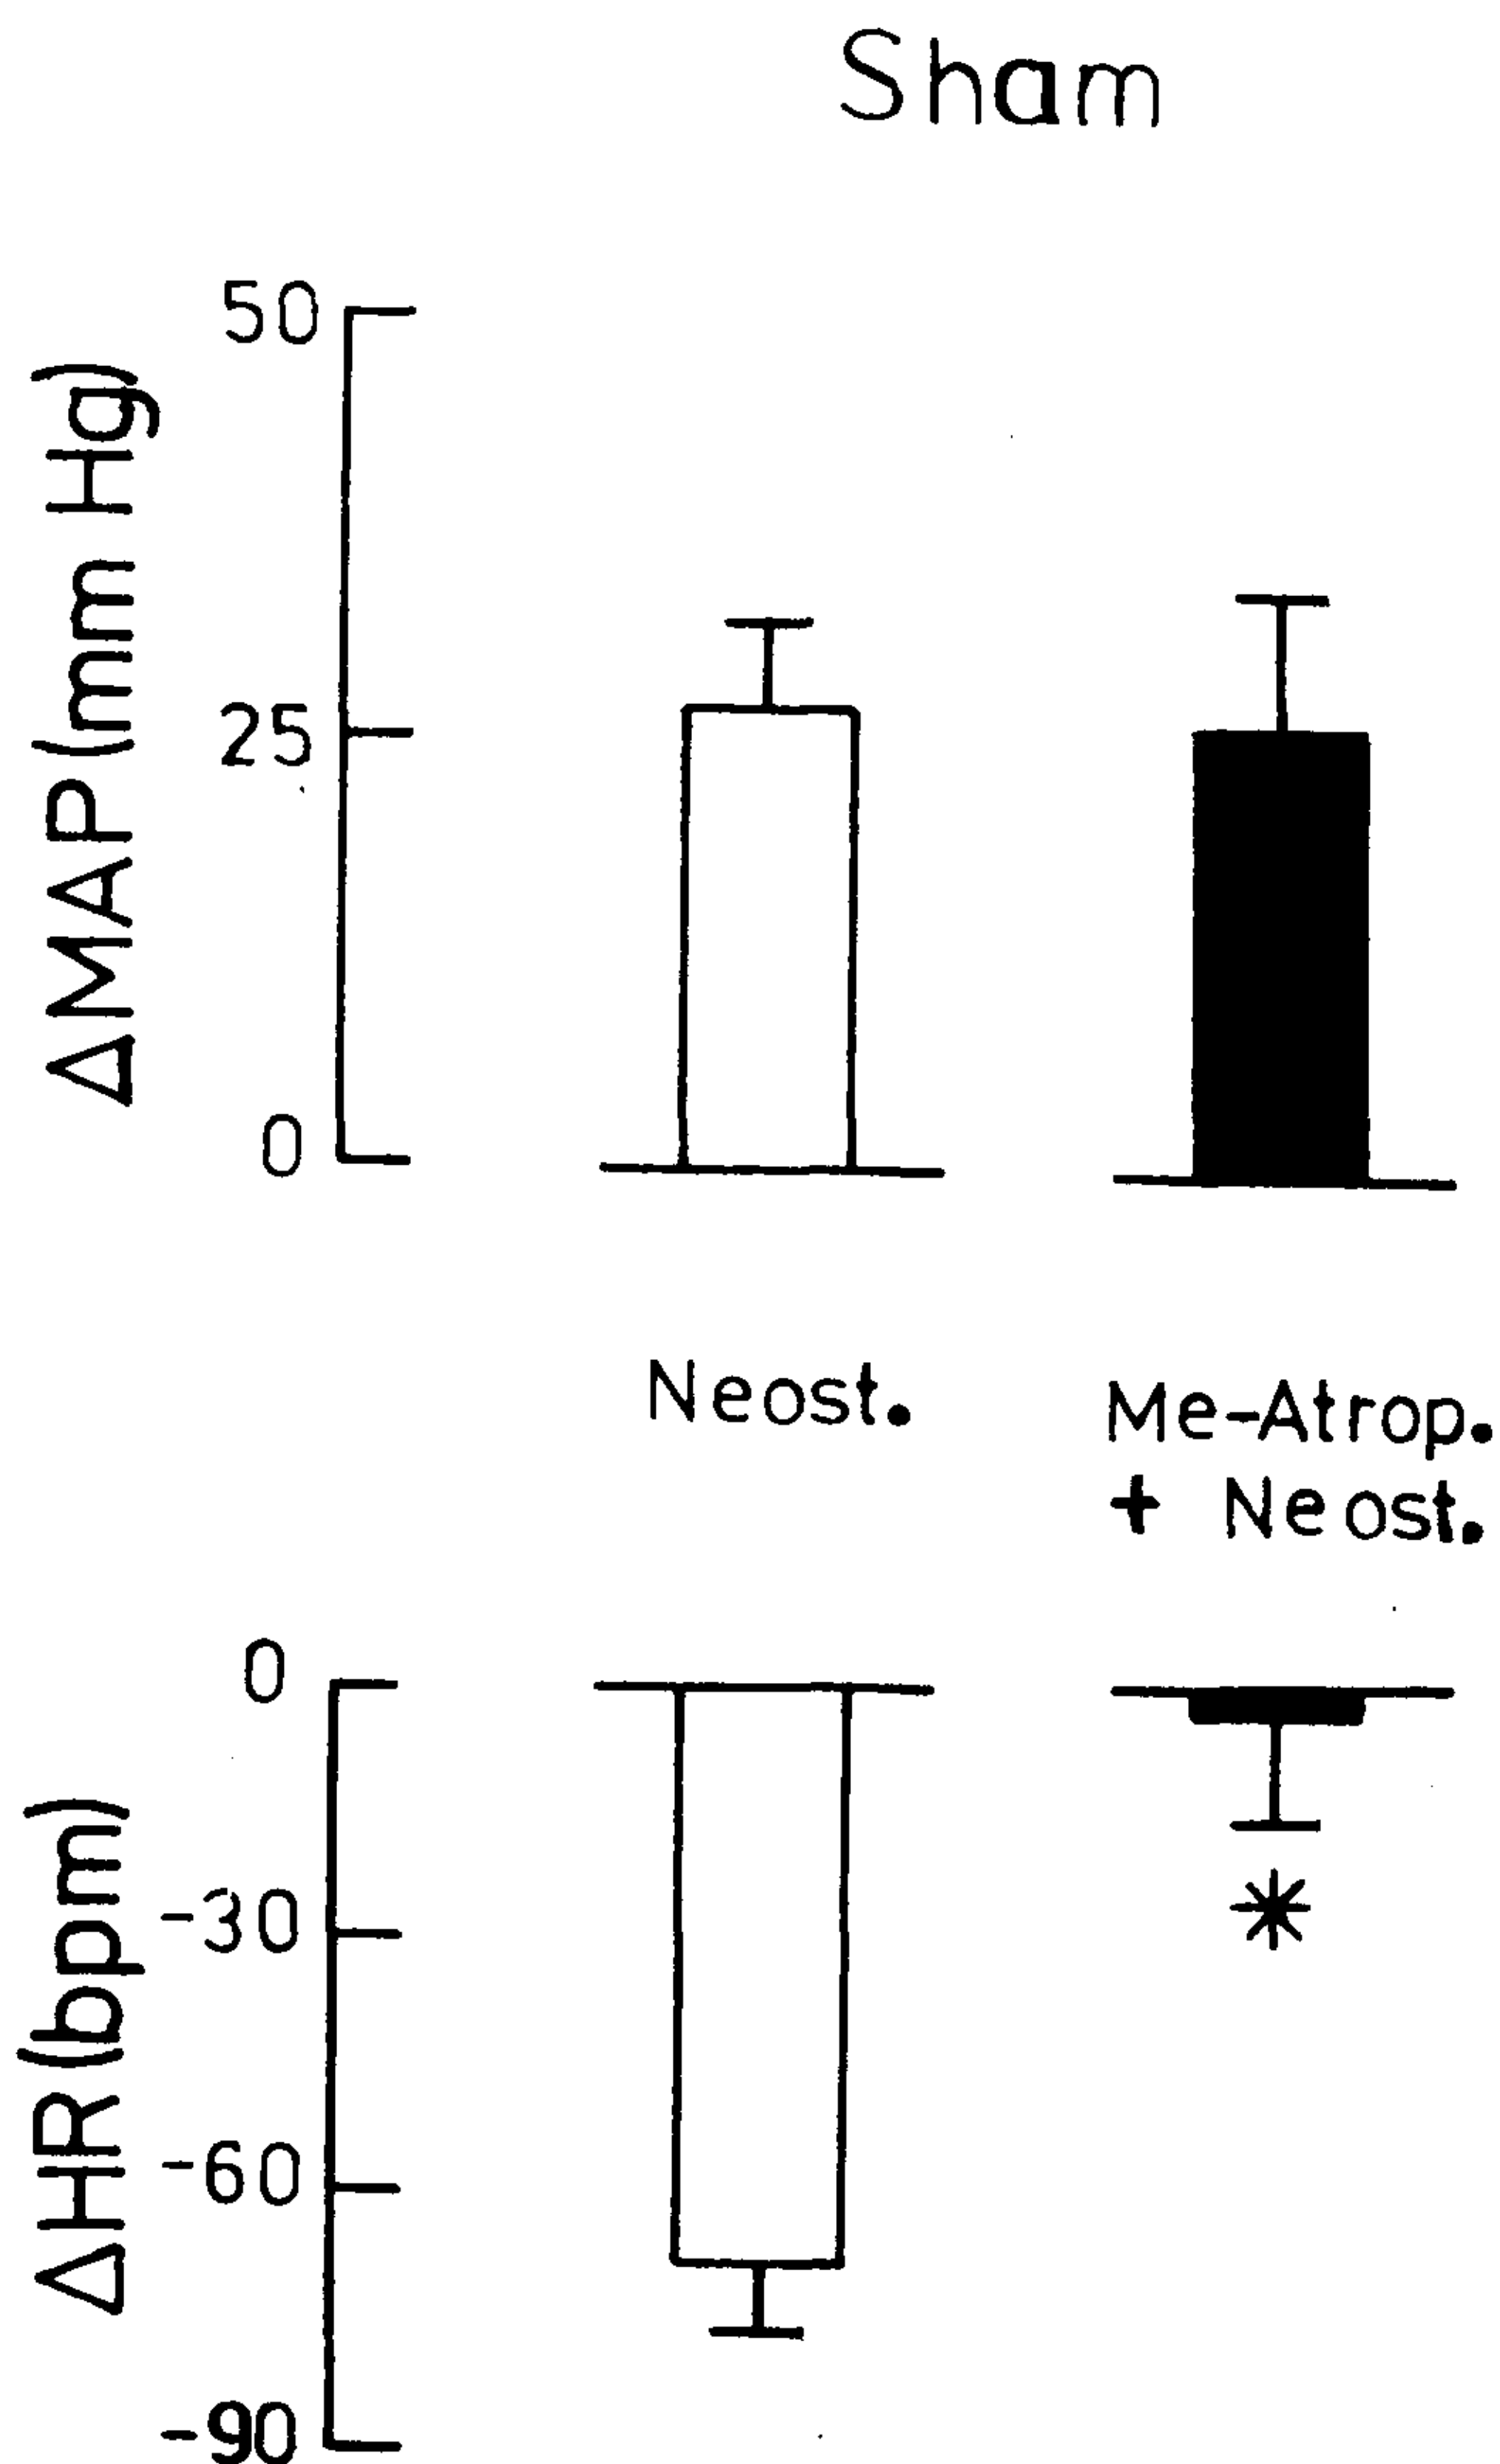 Sham
ΔMAP(mm Hg)
50
25
0
Neost.
Me-Atrop.
+ Neost.
ΔHR(bpm)
0
-30
-60
-90
*